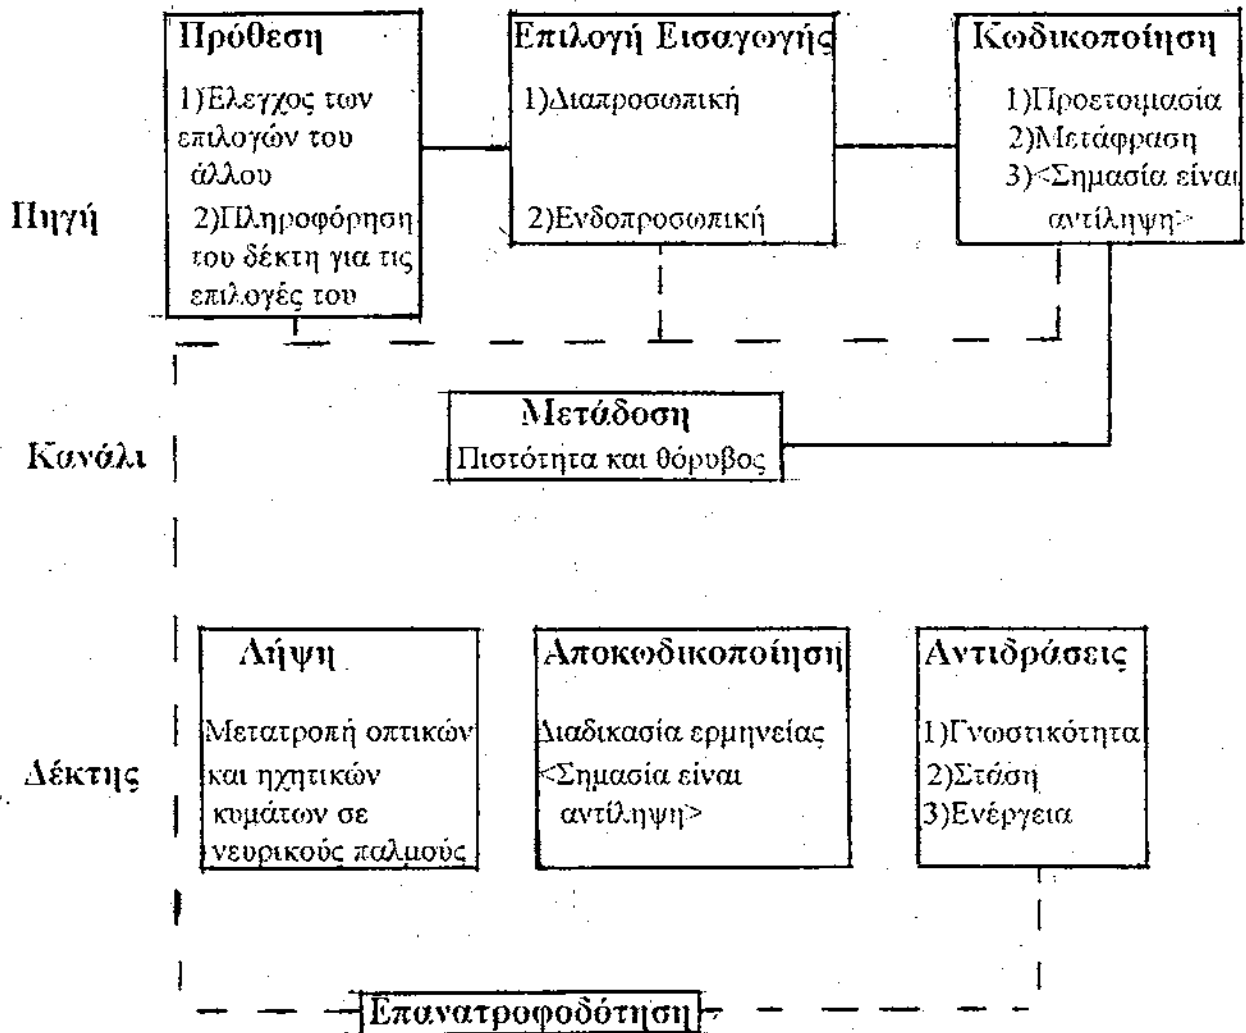 Πρόθεση
1)Ελεγχος των
επιλογών του
άλλου
2)Πληροφόρηση
του δέκτη για τις
επιλογές του
Επιλογή Εισαγωγής
1)Διαπροσωπική
2)Ενδοπροσωπική
Κωδικοποίηση
1)Προετοιμασία
2)Μετάφραση
3)<Σημασία είναι
αντίληψη>
Πηγή
Μετάδοση
Πιστότητα και θόρυβος
Κανάλι
Λήψη
Μετατροπή οπτικών
και ηχητικών
κυμάτων σε
νευρικούς παλμούς
Αποκωδικοποίηση
Διαδικασία ερμηνείας
<Σημασία είναι
αντίληψη>
Αντιδράσεις
1)Γνωστικότητα
2)Στάση
3)Ενέργεια
Δέκτης
Επανατροφοδότηση